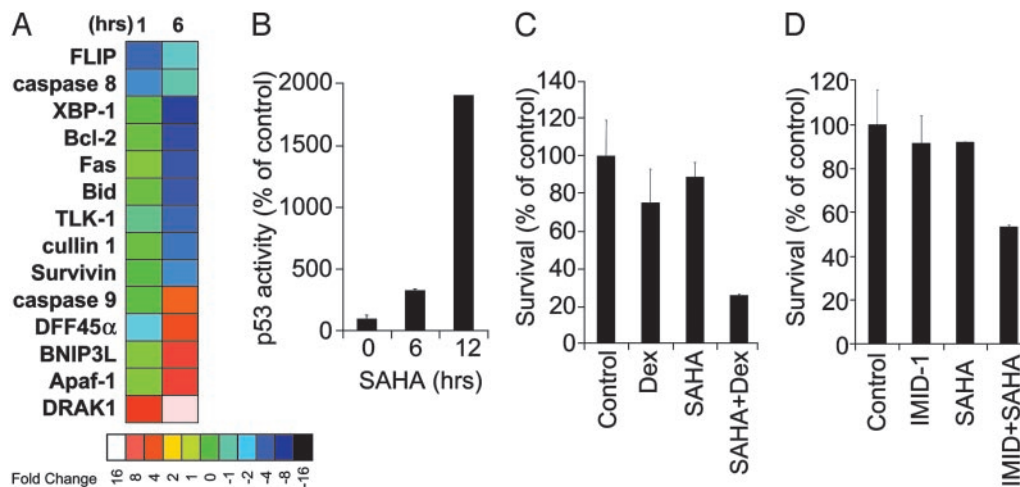 A
(hrs) 1 6
FLIP
caspase 8
XBP-1
Bcl-2
Fas
Bid
TLK-1
cullin 1
Survivin
caspase 9
DFF45α
BNIP3L
Apaf-1
DRAK1
Fold Change
16 8 4 2 1 0 -1 -2 -4 -8 -16
B
p53 activity (% of control)
2000
1500
1000
500
0
0 6 12
SAHA (hrs)
C
Survival (% of control)
140
120
100
80
60
40
20
0
Control
Dex
SAHA
SAHA+Dex
D
Survival (% of control)
120
100
80
60
40
20
0
Control
IMID-1
SAHA
IMID+SAHA